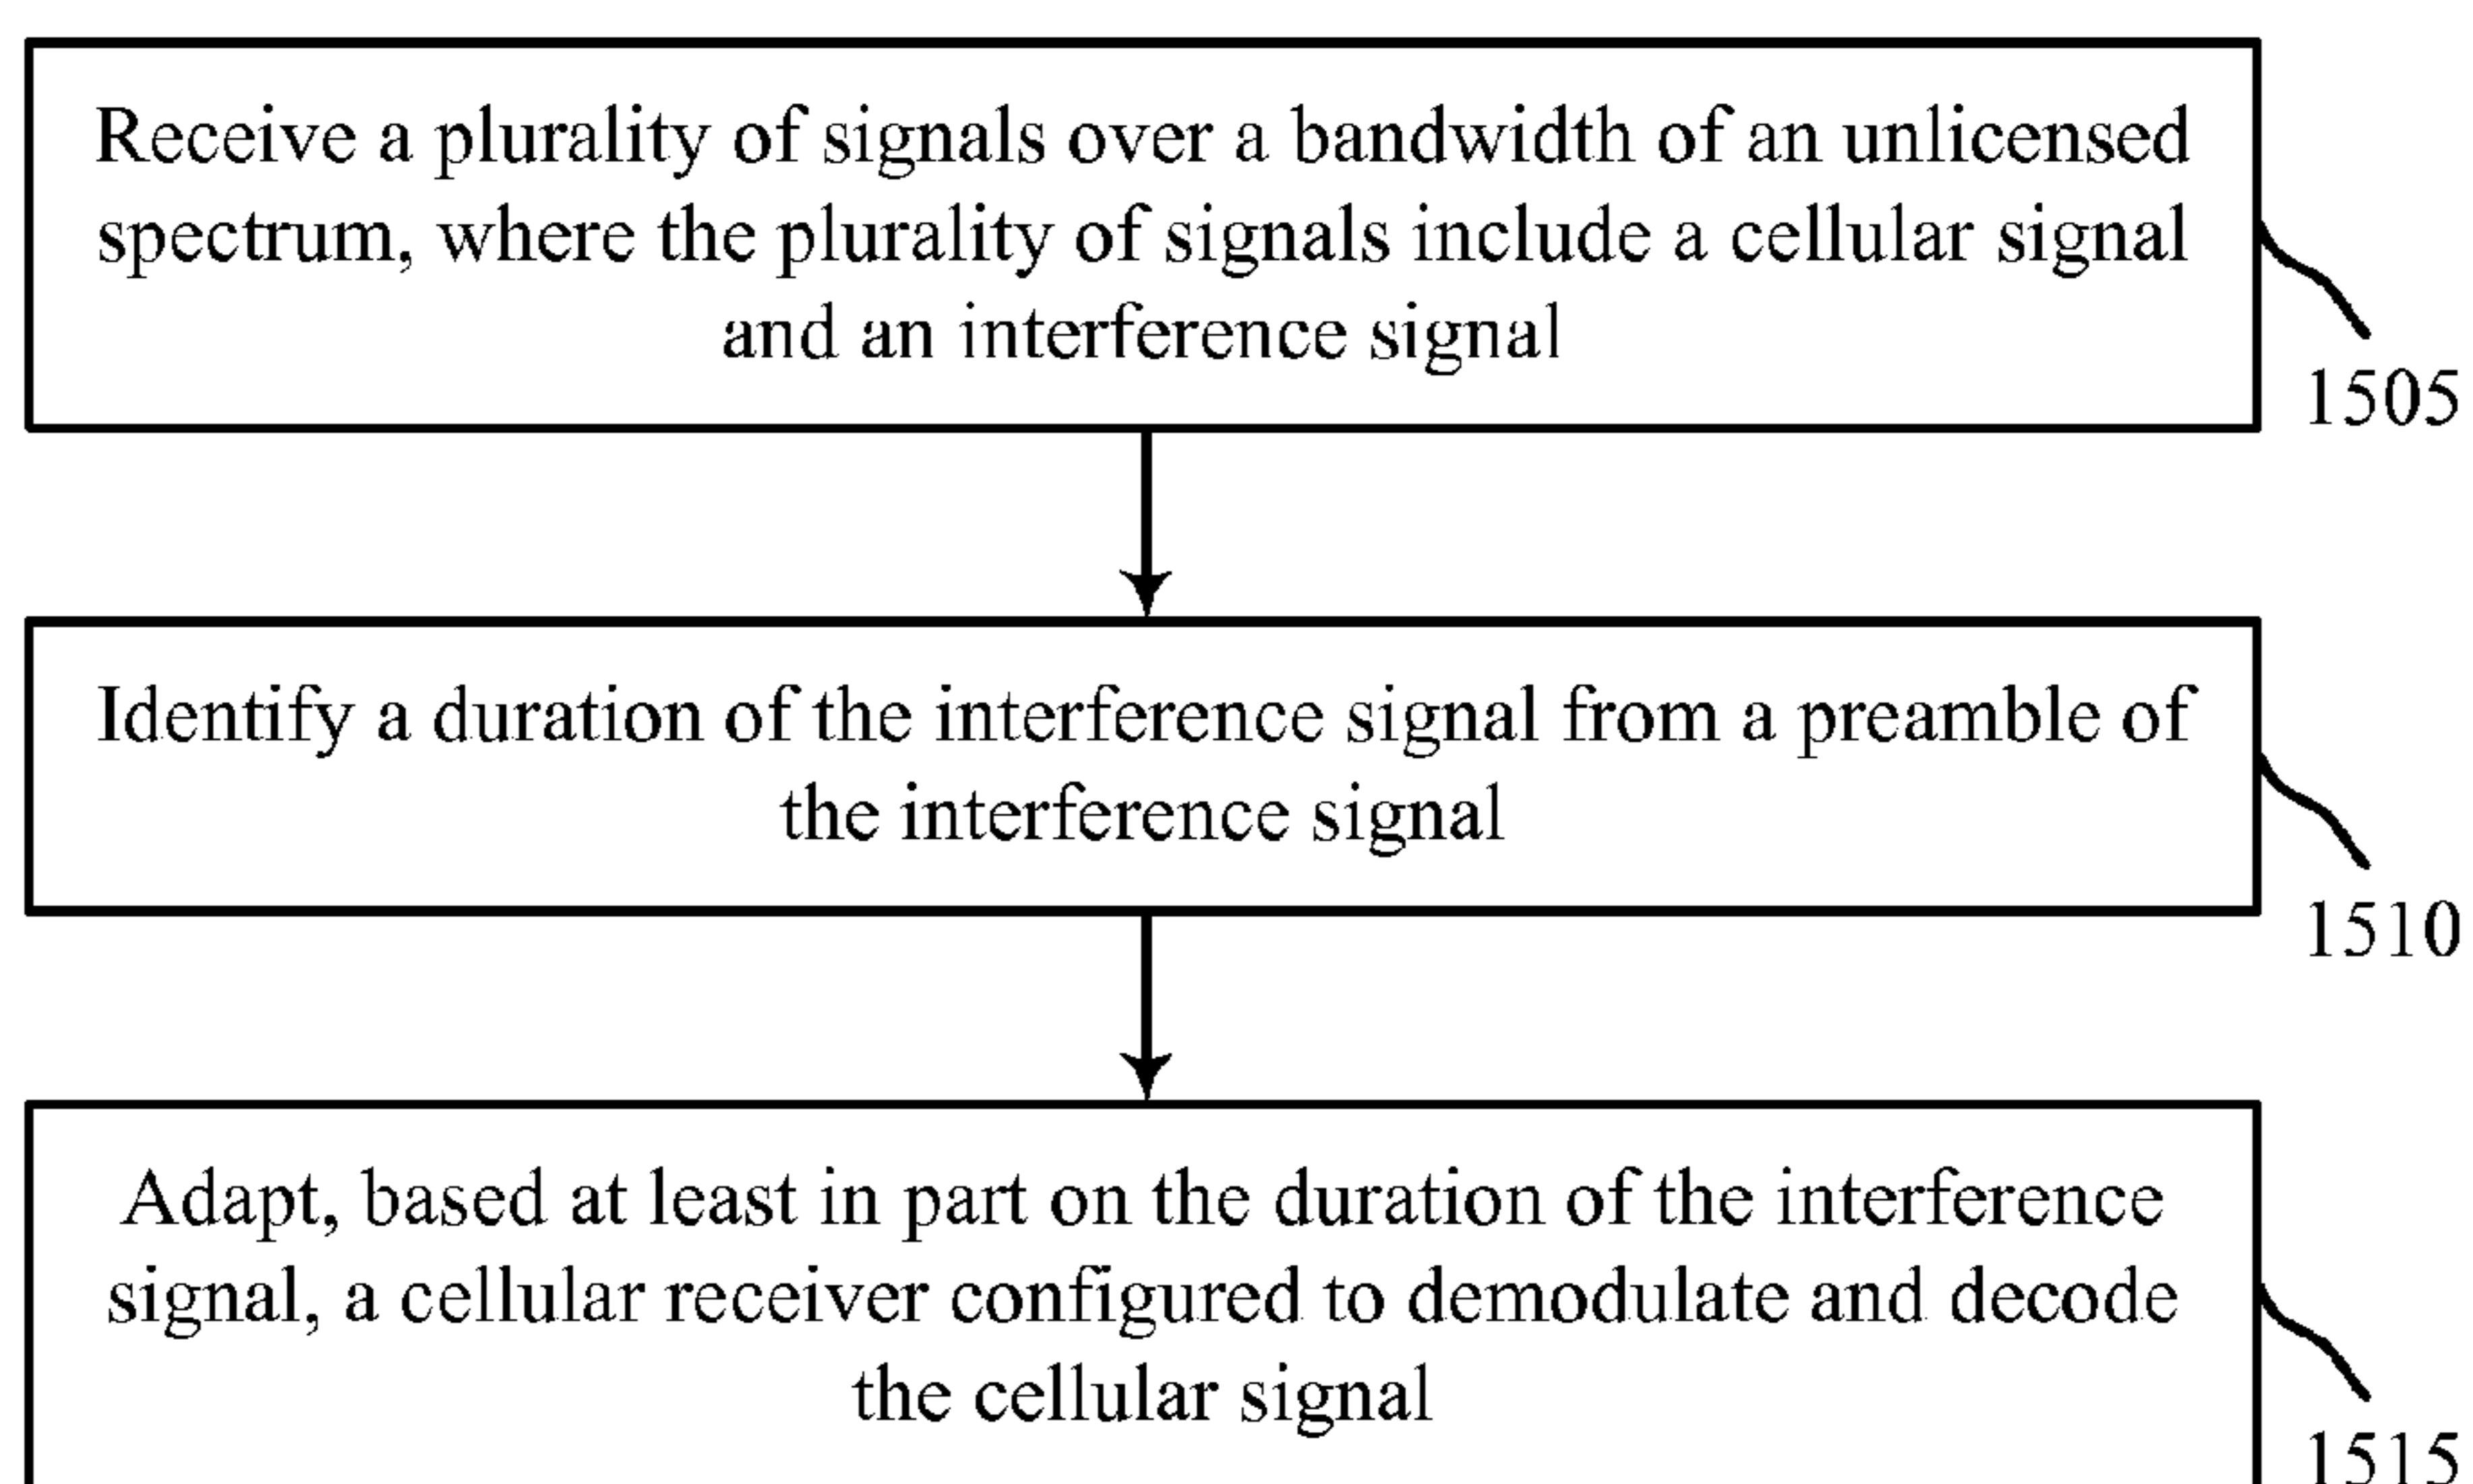 Receive a plurality of signals over a bandwidth of an unlicensed
spectrum, where the plurality of signals include a cellular signal
and an interference signal
1505
Identify a duration of the interference signal from a preamble of
the interference signal
1510
Adapt, based at least in part on the duration of the interference
signal, a cellular receiver configured to demodulate and decode
the cellular signal
1515